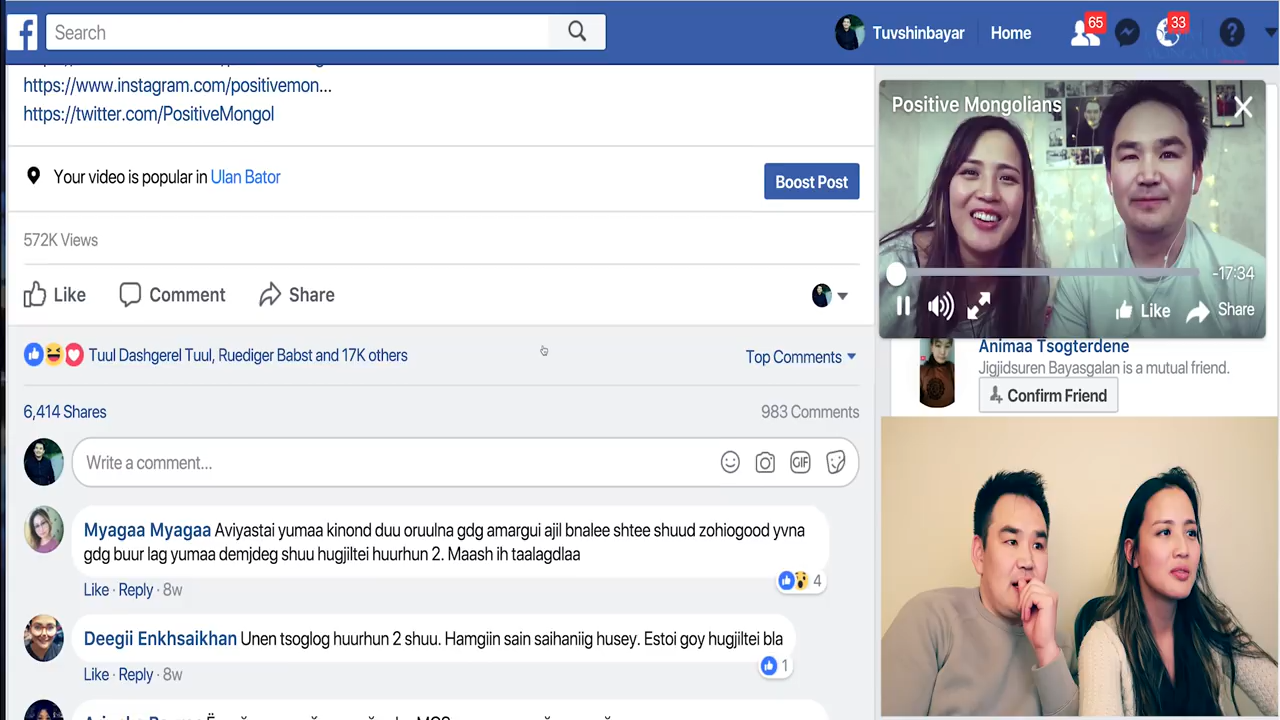 Search
Tuvshinbayar
Home
65
33
https://www.instagram.com/positivemon...
https://twitter.com/PositiveMongol
Your video is popular in Ulan Bator
Boost Post
572K Views
Like
Comment
Share
Tuul Dashgerel Tuul, Ruediger Babst and 17K others
Top Comments
6,414 Shares
983 Comments
Write a comment...
GIF
Myagaa Myagaa Aviyastai yumaa kinond duu oruulna gdg amargui ajil bnalee shtee shuud zohiogood yvna
gdg buur lag yumaa demjdeg shuu hugjiltei huurhun 2. Maash ih taalagdlaa
Like · Reply · 8w
4
Deegii Enkhsaikhan Unen tsoglog huurhun 2 shuu. Hamgiin sain saihaniig husey. Estoi goy hugjiltei bla
1
Like · Reply · 8w
Positive Mongolians
-17:34
Like
Share
Animaa Tsogterdene
Jigjidsuren Bayasgalan is a mutual friend.
Confirm Friend